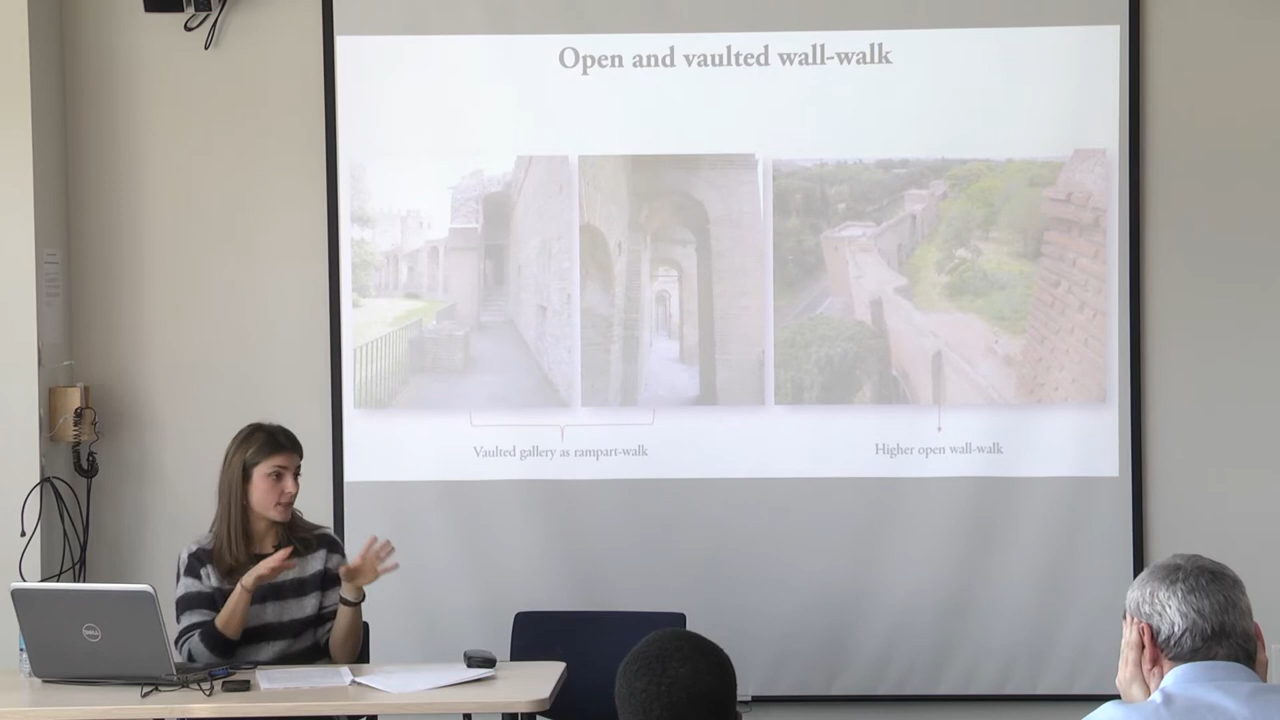 Open and vaulted wall-walk
Vaulted gallery as rampart-walk
Higher open wall-walk
DELL